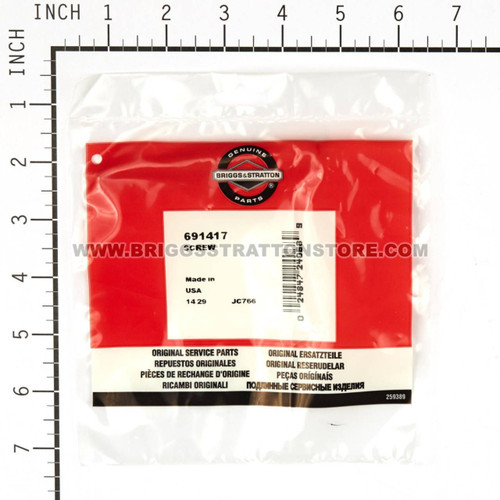 INCH 1 2 3 4 5 6 7
INCH
1
2
3
4
5
6
7
GENUINE
BRIGGS & STRATTON
PARTS
691417
SCREW
WWW.BRIGGSSTRATTONSTORE.COM
Made in
USA
14 29 JC766
ORIGINAL SERVICE PARTS
REPUESTOS ORIGINALES
PIÈCES DE RECHANGE D'ORIGINE
RICAMBI ORIGINALI
ORIGINAL ERSATZTEILE
ORIGINAL RESERUDELAR
PEÇAS ORIGINAIS
ПОДЛИННЫЕ СЕРВИСНЫЕ ИЗДЕЛИЯ
259389